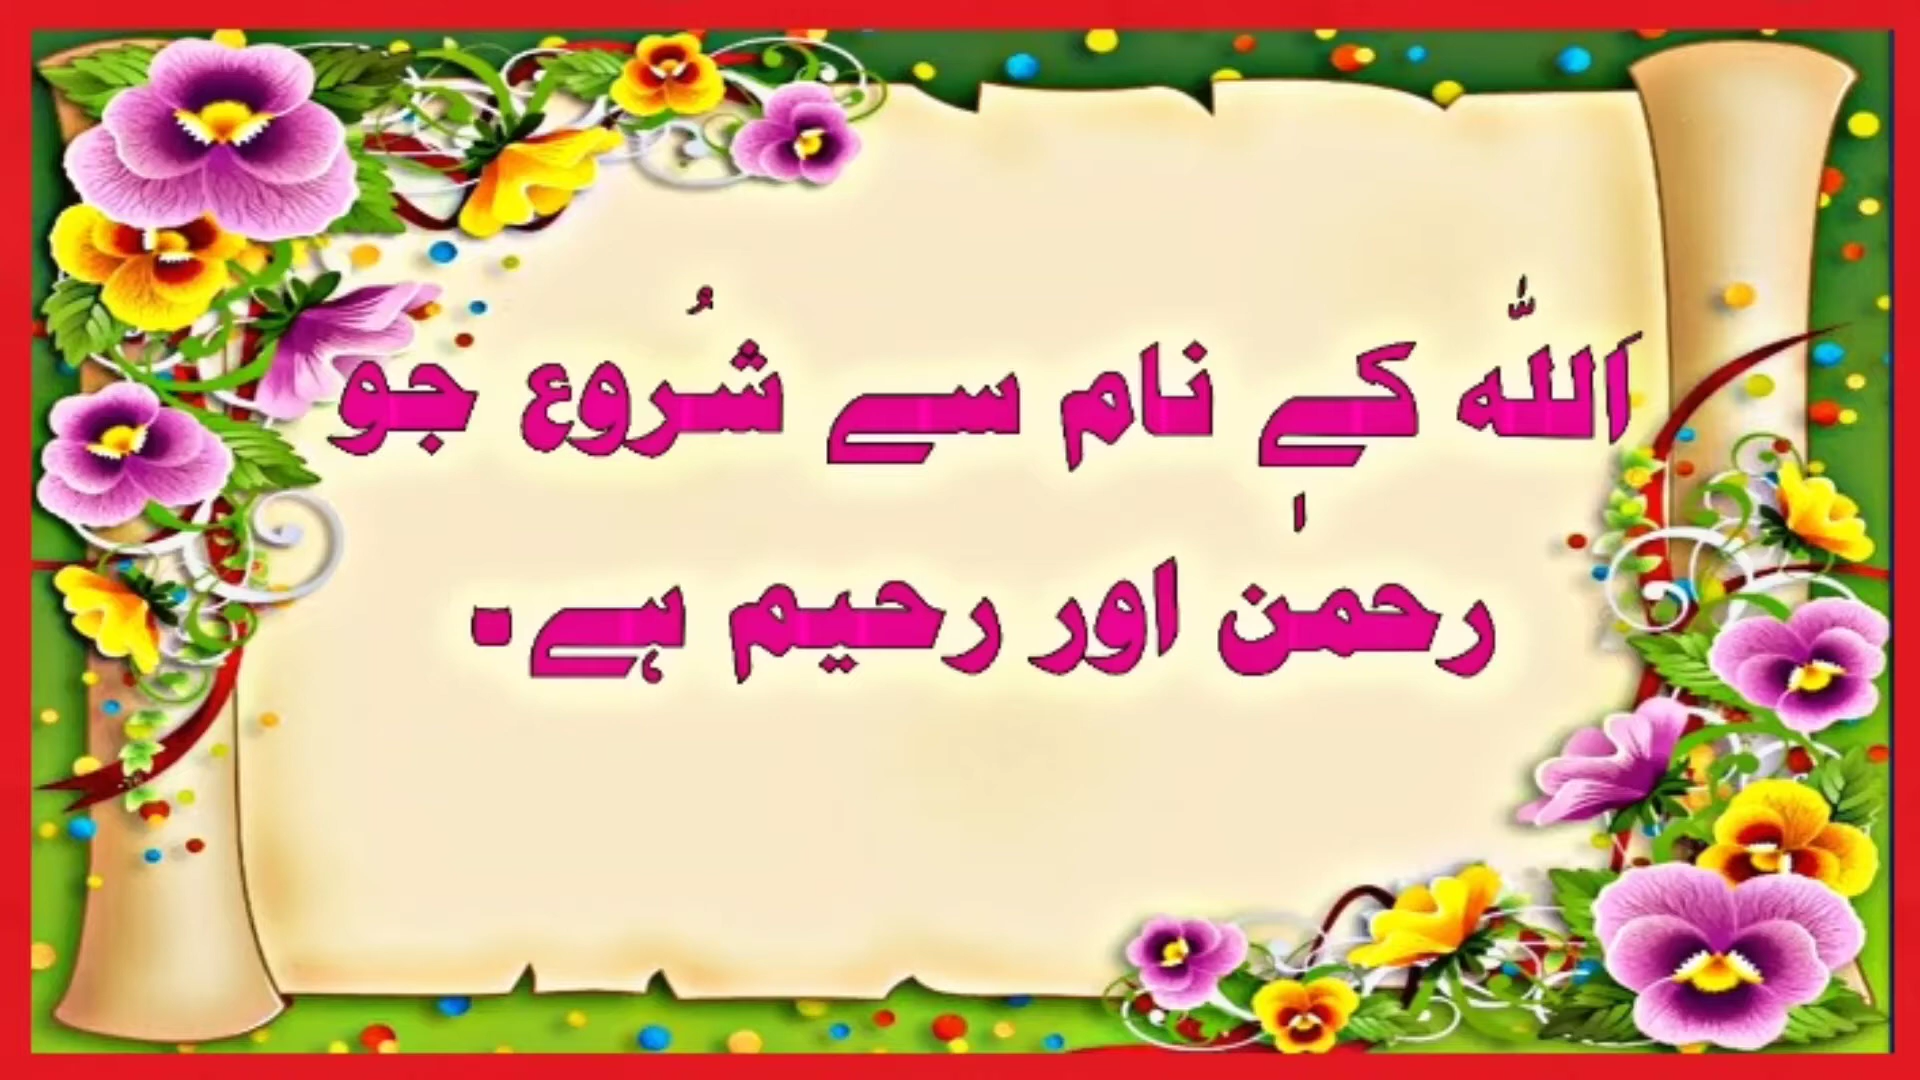 اَللّٰه کے نام سے شُروع جو
رحمٰن اور رحیم ہے۔